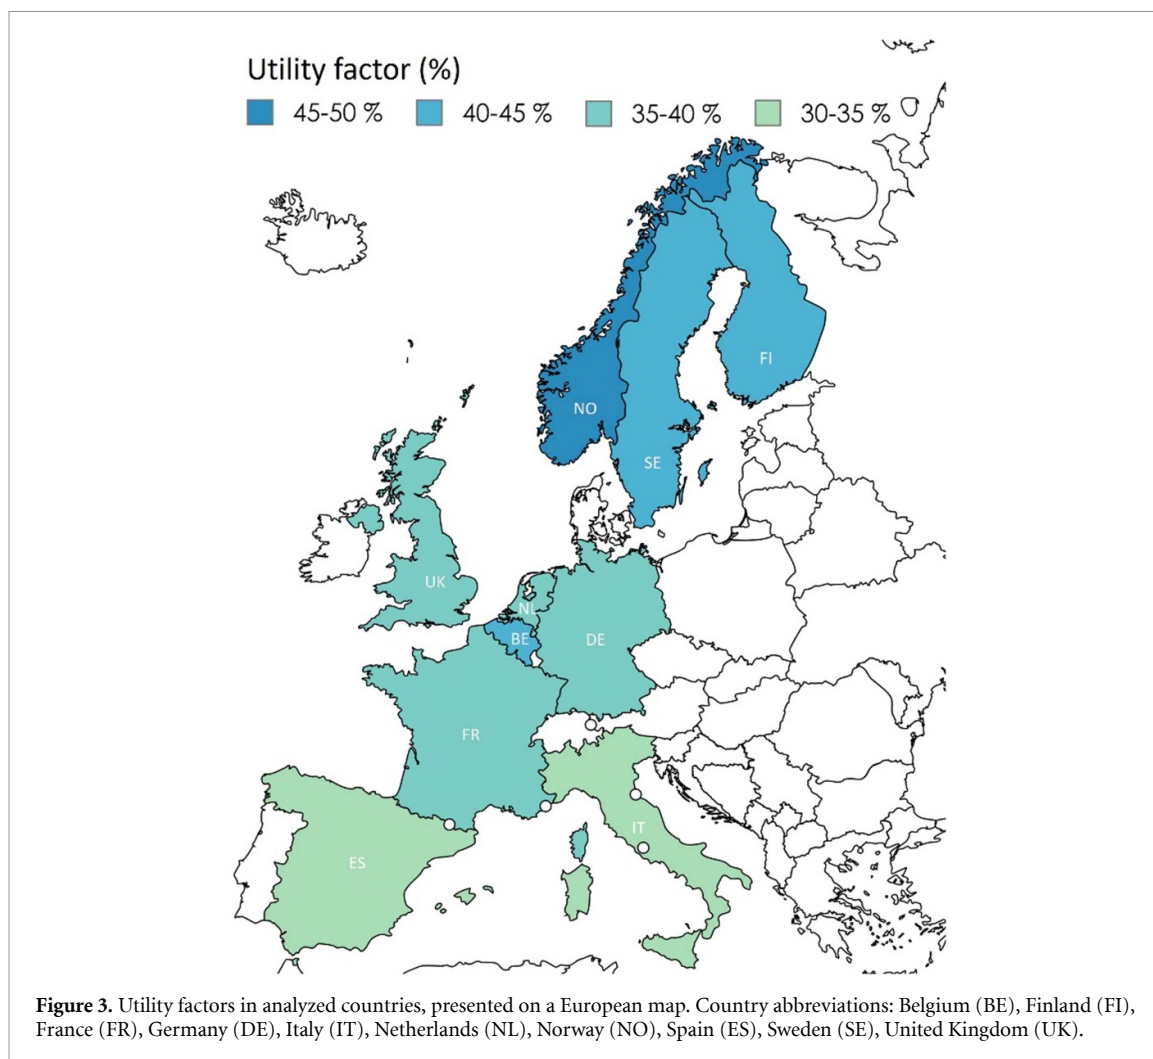 Utility factor (%)
45-50 % 40-45 % 35-40 % 30-35 %
FI
NO
SE
UK
NL
BE
DE
FR
IT
ES
Figure 3. Utility factors in analyzed countries, presented on a European map. Country abbreviations: Belgium (BE), Finland (FI),
France (FR), Germany (DE), Italy (IT), Netherlands (NL), Norway (NO), Spain (ES), Sweden (SE), United Kingdom (UK).